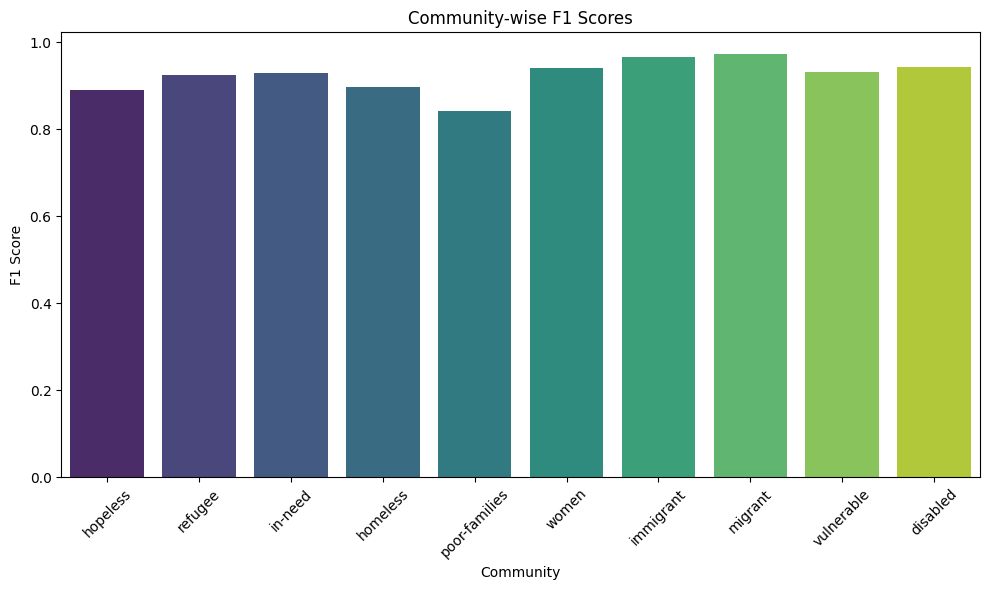 Community-wise F1 Scores
F1 Score
1.0
0.8
0.6
0.4
0.2
0.0
hopeless
refugee
in-need
homeless
poor-families
women
immigrant
migrant
vulnerable
disabled
Community